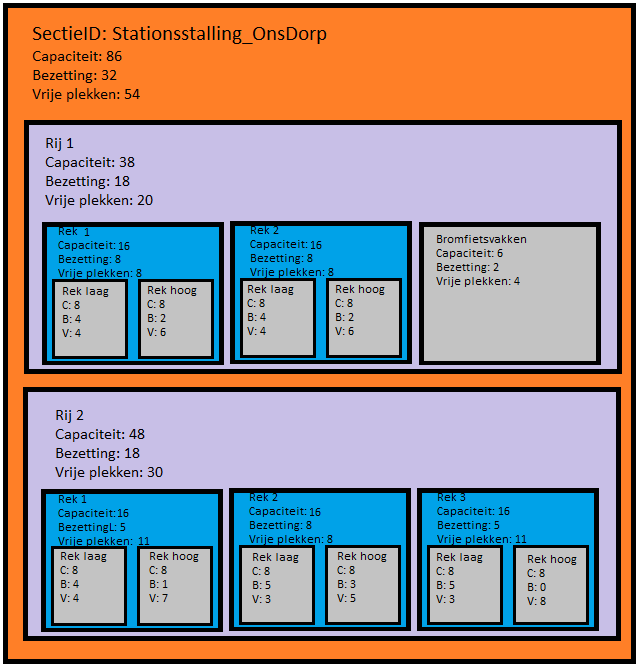 SectieID: Stationsstalling_OnsDorp
Capaciteit: 86
Bezetting: 32
Vrije plekken: 54
Rij 1
Capaciteit: 38
Bezetting: 18
Vrije plekken: 20
Rek 1
Capaciteit: 16
Bezetting: 8
Vrije plekken: 8
Rek laag
C: 8
B: 4
V: 4
Rek hoog
C: 8
B: 2
V: 6
Rek 2
Capaciteit: 16
Bezetting: 8
Vrije plekken: 8
Rek laag
C: 8
B: 4
V: 4
Rek hoog
C: 8
B: 2
V: 6
Bromfietsvakken
Capaciteit: 6
Bezetting: 2
Vrije plekken: 4
Rij 2
Capaciteit: 48
Bezetting: 18
Vrije plekken: 30
Rek 1
Capaciteit:16
BezettingL: 5
Vrije plekken: 11
Rek laag
C: 8
B: 4
V: 4
Rek hoog
C: 8
B: 1
V: 7
Rek 2
Capaciteit: 16
Bezetting: 8
Vrije plekken: 8
Rek laag
C: 8
B: 5
V: 3
Rek hoog
C: 8
B: 3
V: 5
Rek 3
Capaciteit: 16
Bezetting: 5
Vrije plekken: 11
Rek laag
C: 8
B: 5
V: 3
Rek hoog
C: 8
B: 0
V: 8